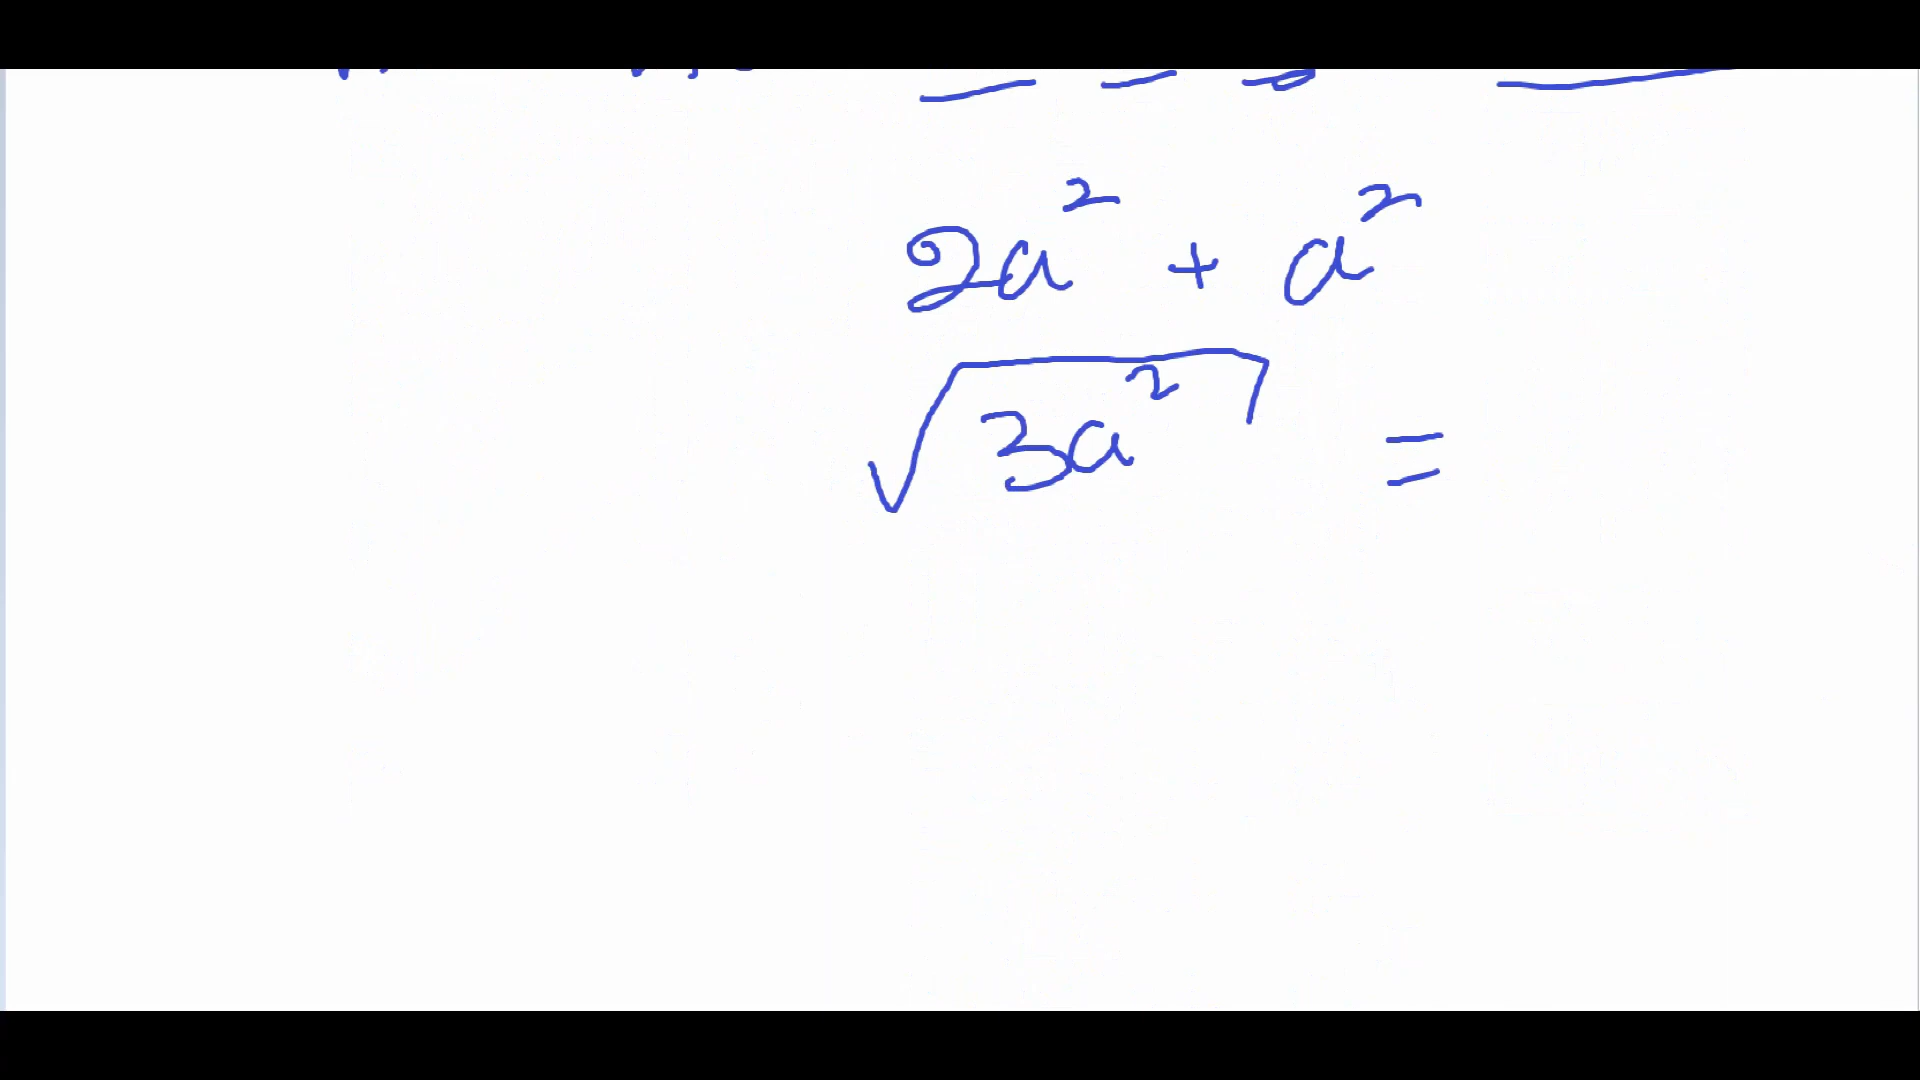 2a² + a²
√3a² =